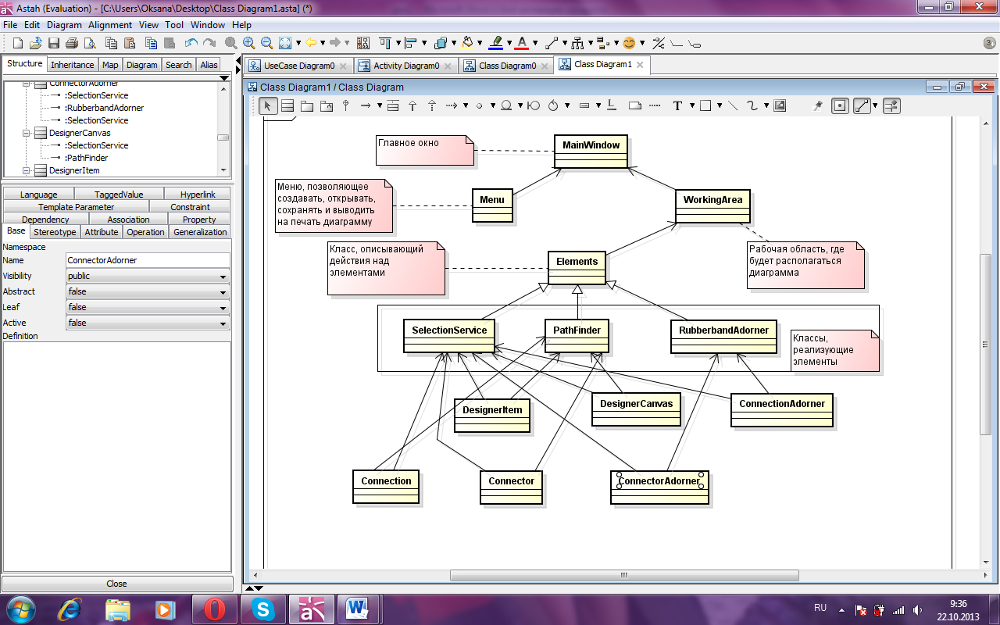 Astah (Evaluation) - [C:\Users\Oksana\Desktop\Class Diagram1.asta] (*)
File Edit Diagram Alignment View Tool Window Help
Structure Inheritance Map Diagram Search Alias
ConnectorAdorner
:SelectionService
:RubberbandAdorner
:SelectionService
DesignerCanvas
:SelectionService
:PathFinder
DesignerItem
Language TaggedValue Hyperlink
Template Parameter Constraint
Dependency Association Property
Base Stereotype Attribute Operation Generalization
Namespace
Name ConnectorAdorner
Visibility public
Abstract false
Leaf false
Active false
Definition
Close
UseCase Diagram0 Activity Diagram0 Class Diagram0 Class Diagram1
Class Diagram1 / Class Diagram
T
Главное окно
MainWindow
Меню, позволяющее
создавать, открывать,
сохранять и выводить
на печать диаграмму
Menu
WorkingArea
Класс, описывающий
действия над
элементами
Elements
Рабочая область, где
будет располагаться
диаграмма
SelectionService
PathFinder
RubberbandAdorner
Классы,
реализующие
элементы
DesignerItem
DesignerCanvas
ConnectionAdorner
Connection
Connector
ConnectorAdorner
RU
9:36
22.10.2013